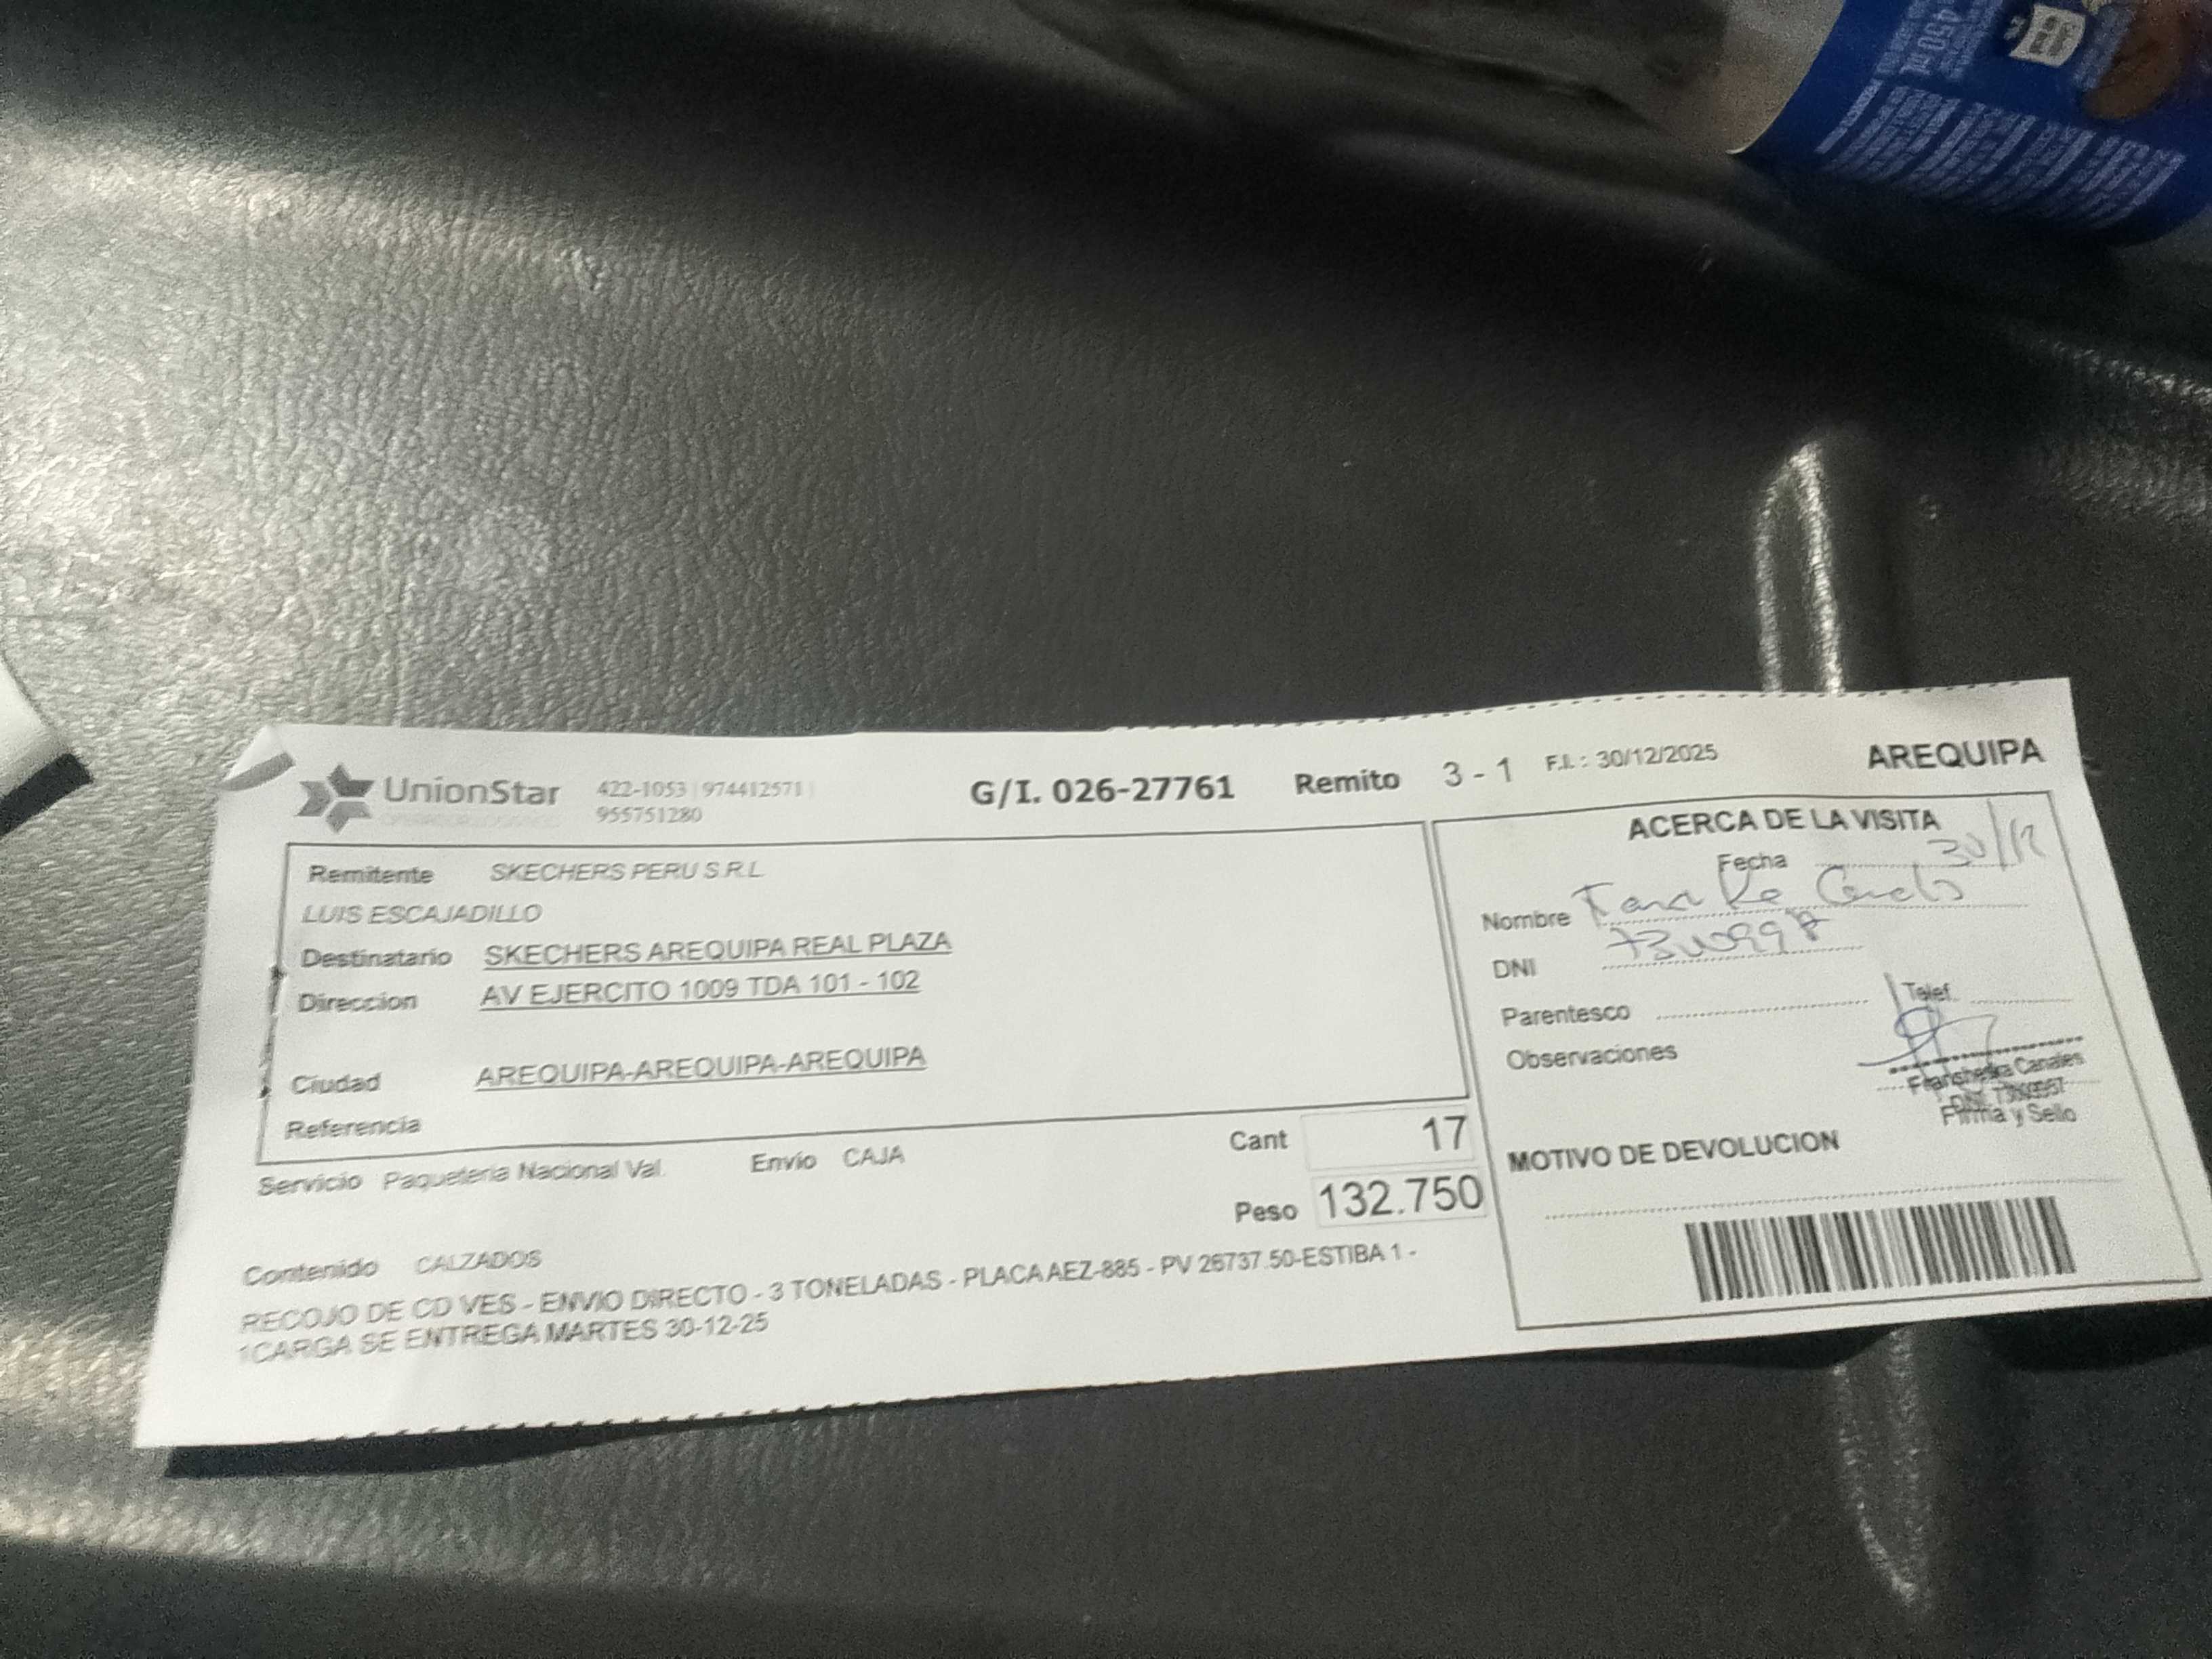 UnionStar 422-1053 | 974412571 |
955751280
G/I. 026-27761 Remito 3 - 1 F.I. : 30/12/2025 AREQUIPA
Remitente SKECHERS PERU S.R.L
LUIS ESCAJADILLO
Destinatario SKECHERS AREQUIPA REAL PLAZA
Direccion AV EJERCITO 1009 TDA 101 - 102
Ciudad AREQUIPA-AREQUIPA-AREQUIPA
Referencia
Servicio Paqueteria Nacional Val. Envio CAJA
Cant 17
Peso 132.750
Contenido CALZADOS
RECOJO DE CD VES - ENVIO DIRECTO - 3 TONELADAS - PLACA AEZ-885 - PV 26737.50-ESTIBA 1 -
1CARGA SE ENTREGA MARTES 30-12-25
ACERCA DE LA VISITA
Fecha 30/12
Nombre
DNI
Parentesco Telef.
Observaciones
Canales
DNI.
Firma y Sello
MOTIVO DE DEVOLUCION
450 ml